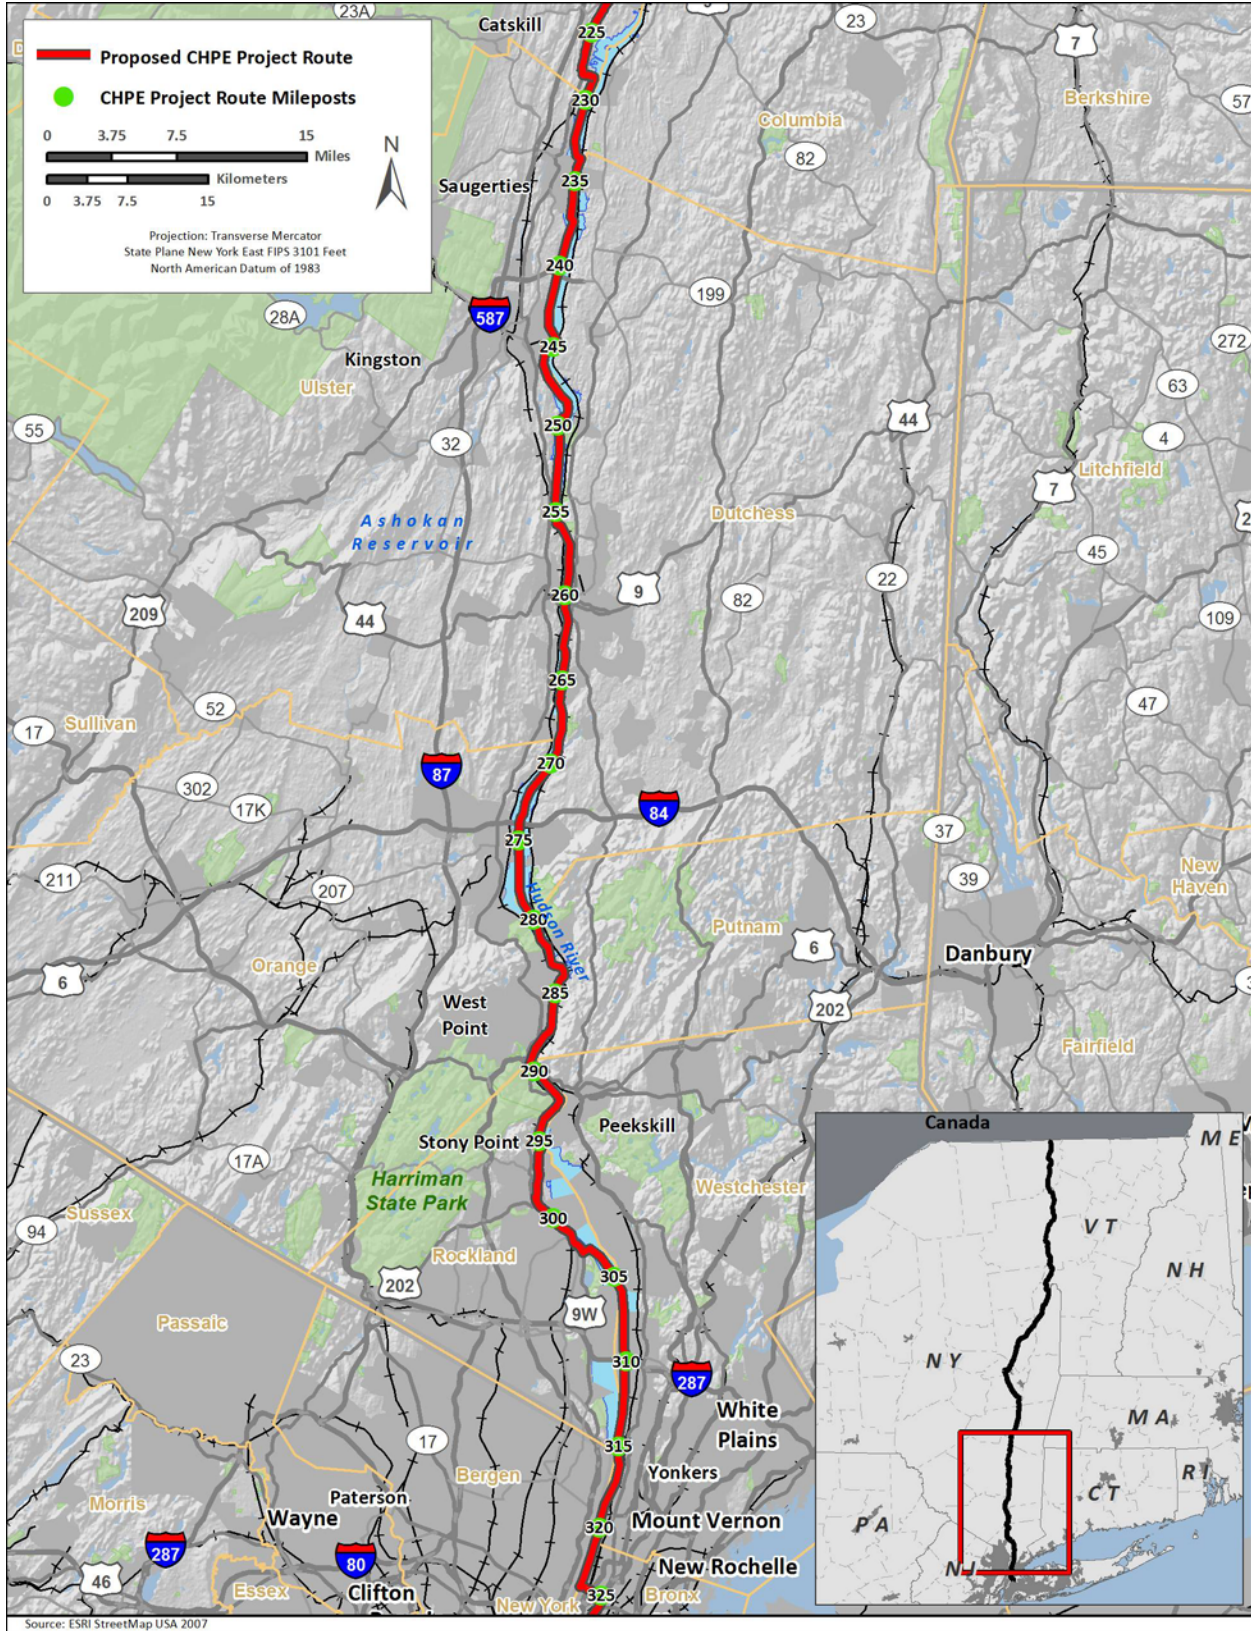 Catskill
23A
23
7
225
Proposed CHPE Project Route
CHPE Project Route Mileposts
0 3.75 7.5 15
Miles
Kilometers
0 3.75 7.5 15
N
Projection: Transverse Mercator
State Plane New York East FIPS 3101 Feet
North American Datum of 1983
230
Columbia
82
Berkshire
57
Saugerties
235
240
199
28A
587
Kingston
Ulster
245
272
63
55
32
250
44
4
Litchfield
7
Ashokan
Reservoir
255
Dutchess
45
209
44
260
9
82
22
109
265
Sullivan
17
52
47
87
270
302
17K
84
275
37
211
207
39
New
Haven
Hudson River
280
Putnam
6
Danbury
6
Orange
West
Point
285
202
Fairfield
290
Stony Point
295
Peekskill
17A
Harriman
State Park
Westchester
Sussex
94
300
Rockland
305
202
9W
Passaic
23
310
287
White
Plains
17
315
Bergen
Yonkers
Morris
Paterson
Wayne
320
Mount Vernon
287
80
New Rochelle
46
Essex
Clifton
New York
325
Bronx
Canada
ME
VT
NH
NY
MA
RI
CT
PA
NJ
Source: ESRI StreetMap USA 2007